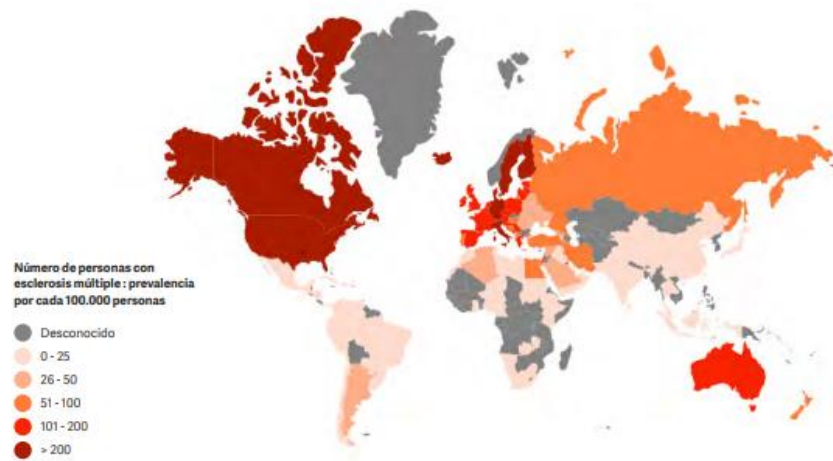 Número de personas con
esclerosis múltiple : prevalencia
por cada 100.000 personas
Desconocido
0 - 25
26 - 50
51 - 100
101 - 200
> 200